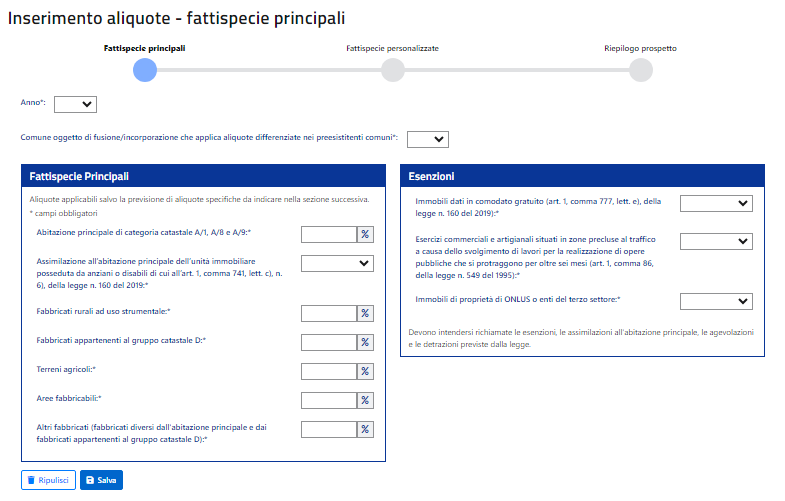 Inserimento aliquote - fattispecie principali
Fattispecie principali
Fattispecie personalizzate
Riepilogo prospetto
Anno*:
Comune oggetto di fusione/incorporazione che applica aliquote differenziate nei preesistitenti comuni*:
Fattispecie Principali
Aliquote applicabili salvo la previsione di aliquote specifiche da indicare nella sezione successiva.
* campi obbligatori
Abitazione principale di categoria catastale A/1, A/8 e A/9:*
%
Assimilazione all'abitazione principale dell'unità immobiliare
posseduta da anziani o disabili di cui all'art. 1, comma 741, lett. c), n.
6), della legge n. 160 del 2019:*
Fabbricati rurali ad uso strumentale:*
%
Fabbricati appartenenti al gruppo catastale D:*
%
Terreni agricoli:*
%
Aree fabbricabili:*
%
Altri fabbricati (fabbricati diversi dall'abitazione principale e dai
fabbricati appartenenti al gruppo catastale D):*
%
Esenzioni
Immobili dati in comodato gratuito (art. 1, comma 777, lett. e), della
legge n. 160 del 2019):*
Esercizi commerciali e artigianali situati in zone precluse al traffico
a causa dello svolgimento di lavori per la realizzazione di opere
pubbliche che si protraggono per oltre sei mesi (art. 1, comma 86,
della legge n. 549 del 1995):*
Immobili di proprietà di ONLUS o enti del terzo settore:*
Devono intendersi richiamate le esenzioni, le assimilazioni all'abitazione principale, le agevolazioni
e le detrazioni previste dalla legge.
Ripulisci
Salva